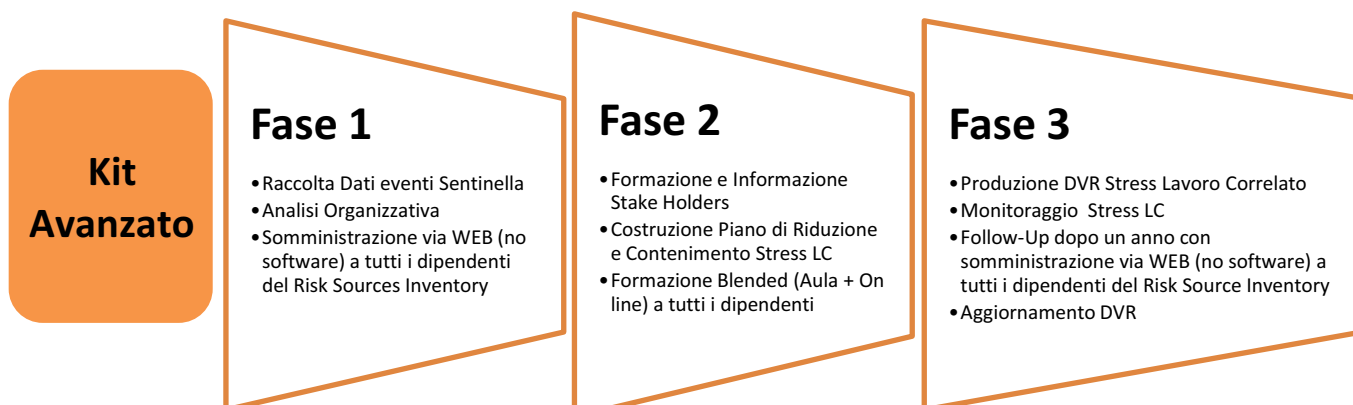 Kit
Avanzato
Fase 1
•Raccolta Dati eventi Sentinella
•Analisi Organizzativa
•Somministrazione via WEB (no
software) a tutti i dipendenti
del Risk Sources Inventory
Fase 2
•Formazione e Informazione
Stake Holders
•Costruzione Piano di Riduzione
e Contenimento Stress LC
•Formazione Blended (Aula + On
line) a tutti i dipendenti
Fase 3
•Produzione DVR Stress Lavoro Correlato
•Monitoraggio Stress LC
•Follow-Up dopo un anno con
somministrazione via WEB (no software) a
tutti i dipendenti del Risk Source Inventory
•Aggiornamento DVR